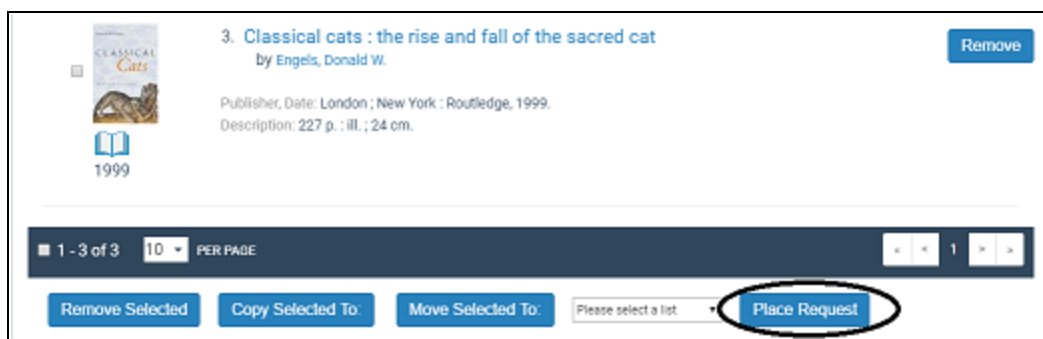 CLASSICAL
Cats
3. Classical cats : the rise and fall of the sacred cat
Remove
by Engels, Donald W.
Publisher, Date: London ; New York : Routledge, 1999.
Description: 227 p. : ill. ; 24 cm.
1999
1 - 3 of 3 10 PER PAGE « < 1 > »
Remove Selected Copy Selected To: Move Selected To: Please select a list Place Request